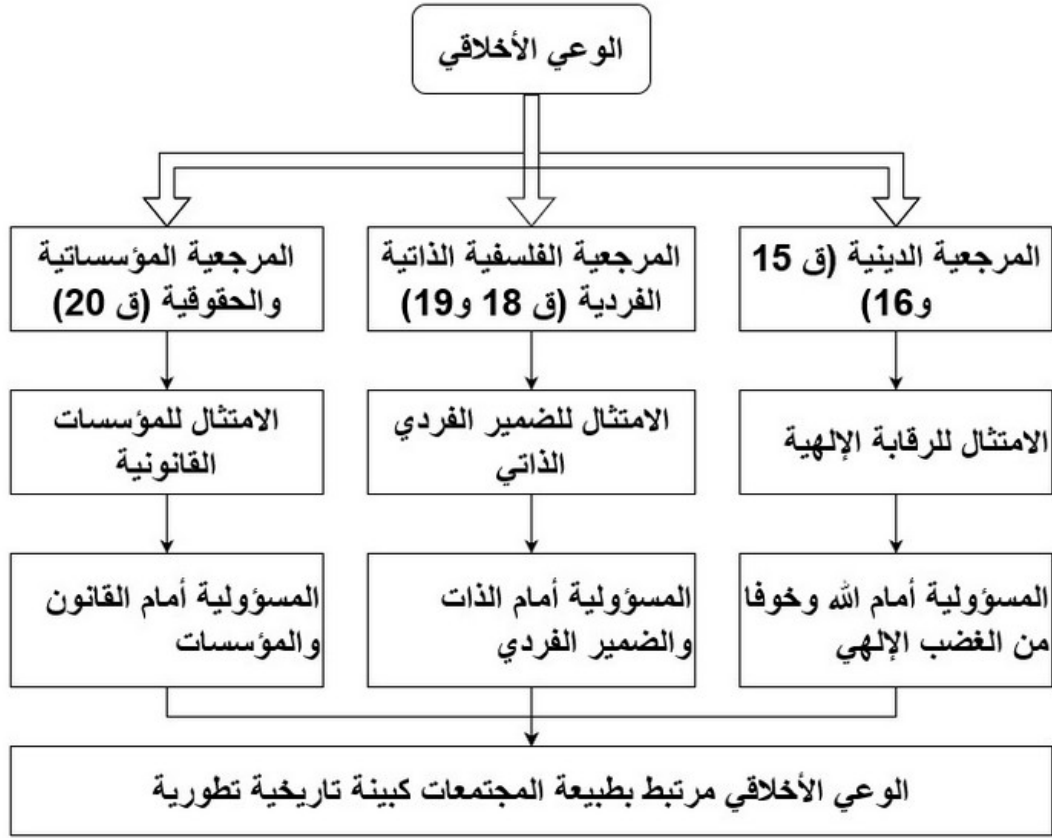 الوعي الأخلاقي
المرجعية الدينية (ق 15
و16)
المرجعية الفلسفية الذاتية
الفردية (ق 18 و19)
المرجعية المؤسساتية
والحقوقية (ق 20)
الامتثال للرقابة الإلهية
الامتثال للضمير الفردي
الذاتي
الامتثال للمؤسسات
القانونية
المسؤولية أمام الله وخوفا
من الغضب الإلهي
المسؤولية أمام الذات
والضمير الفردي
المسؤولية أمام القانون
والمؤسسات
الوعي الأخلاقي مرتبط بطبيعة المجتمعات كبينة تاريخية تطورية